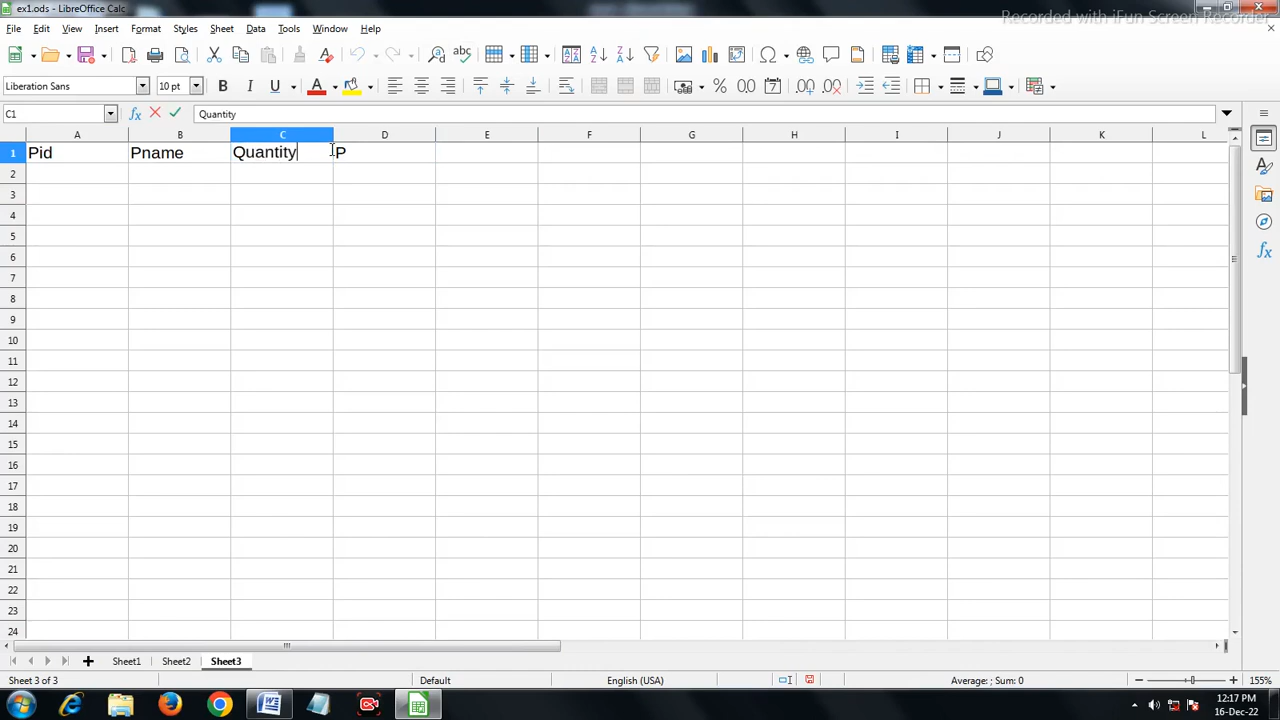 ex1.ods - LibreOffice Calc
Recorded with iFun Screen Recorder
File Edit View Insert Format Styles Sheet Data Tools Window Help
Liberation Sans 10 pt
C1 Quantity
A B C D E F G H I J K L
1 Pid Pname Quantity P
2
3
4
5
6
7
8
9
10
11
12
13
14
15
16
17
18
19
20
21
22
23
24
Sheet1 Sheet2 Sheet3
Sheet 3 of 3 Default English (USA) Average: ; Sum: 0 155%
12:17 PM
16-Dec-22